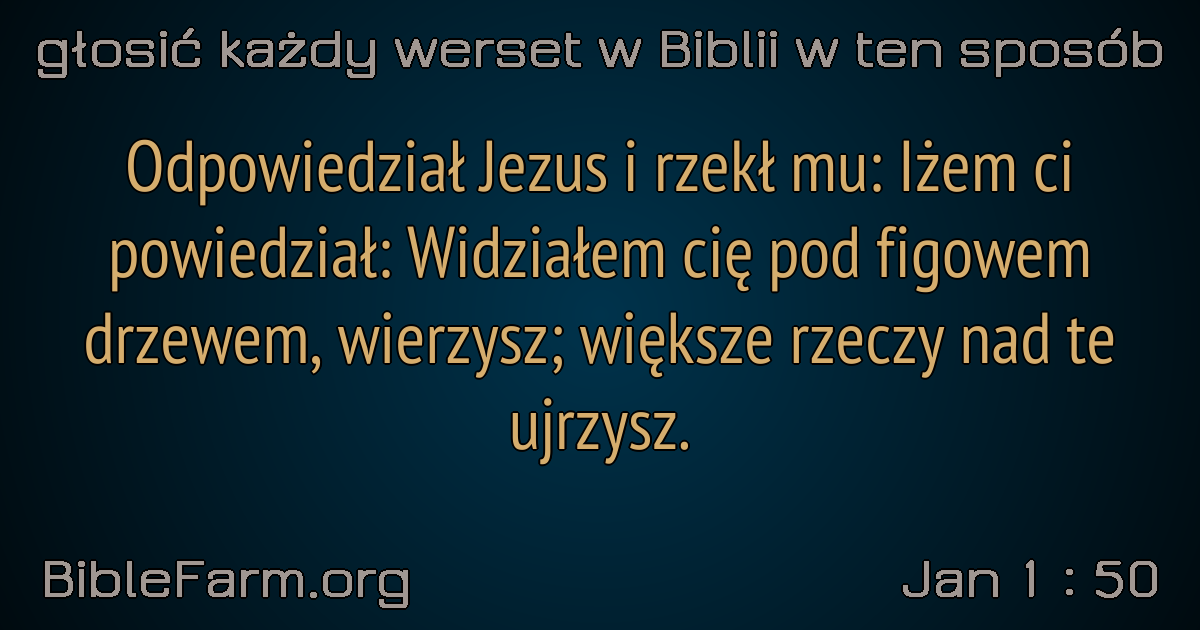 głosić każdy werset w Biblii w ten sposób
Odpowiedział Jezus i rzekł mu: Iżem ci
powiedział: Widziałem cię pod figowem
drzewem, wierzysz; większe rzeczy nad te
ujrzysz.
BibleFarm.org
Jan 1 : 50